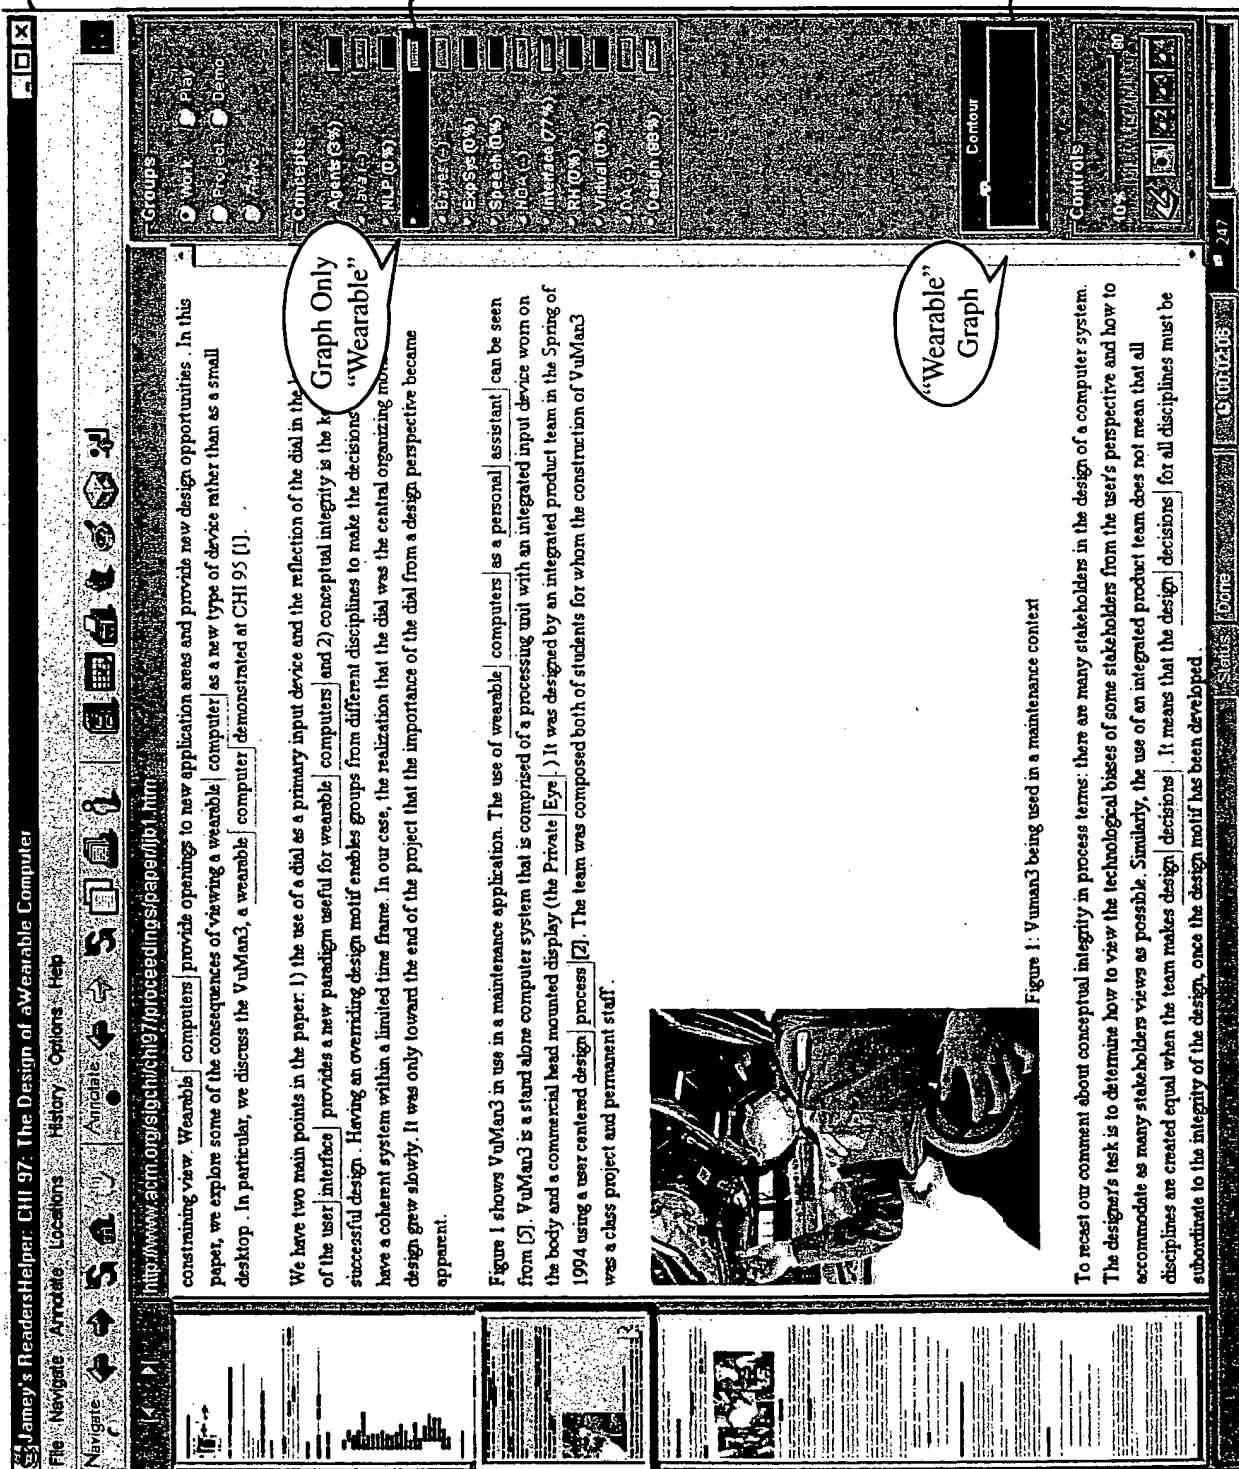 Jamey's ReadersHelper: CHI 97: The Design of aWearable Computer
File Navigate Annotate Locations History Options Help
Navigate
Annotate
http://www.acm.org/sigchi/chi97/proceedings/paper/ljb1.htm
constraining view. Wearable computers provide openings to new application areas and provide new design opportunities. In this
paper, we explore some of the consequences of viewing a wearable computer as a new type of device rather than as a small
desktop. In particular, we discuss the VuMan3, a wearable computer demonstrated at CHI 95 [1].
We have two main points in the paper: 1) the use of a dial as a primary input device and the reflection of the dial in the
of the user interface provides a new paradigm useful for wearable computers and 2) conceptual integrity is the
successful design. Having an overriding design motif enables groups from different disciplines to make the decisions
have a coherent system within a limited time frame. In our case, the realization that the dial was the central organizing
design grew slowly. It was only toward the end of the project that the importance of the dial from a design perspective became
apparent.
Figure 1 shows VuMan3 in use in a maintenance application. The use of wearable computers as a personal assistant can be seen
from [5]. VuMan3 is a stand alone computer system that is comprised of a processing unit with an integrated input device worn on
the body and a commercial head mounted display (the Private Eye.) It was designed by an integrated product team in the Spring of
1994 using a user centered design process [2]. The team was composed both of students for whom the construction of VuMan3
was a class project and permanent staff.
Figure 1: Vuman3 being used in a maintenance context
To recast our comment about conceptual integrity in process terms: there are many stakeholders in the design of a computer system.
The designer's task is to determine how to view the technological biases of some stakeholders from the user's perspective and how to
accommodate as many stakeholders views as possible. Similarly, the use of an integrated product team does not mean that all
disciplines are created equal when the team makes design decisions. It means that the design decisions for all disciplines must be
subordinate to the integrity of the design, once the design motif has been developed.
Graph Only
"Wearable"
"Wearable"
Graph
Groups
Work Play
Project Demo
Intro
Concepts
Agents (3%)
Java (-)
NLP (0%)
ExpSys (0%)
Speech (0%)
Interface (77%)
RH (0%)
Virtual (0%)
Design (88%)
Contour
Controls
Status: Done
00:02:06
247